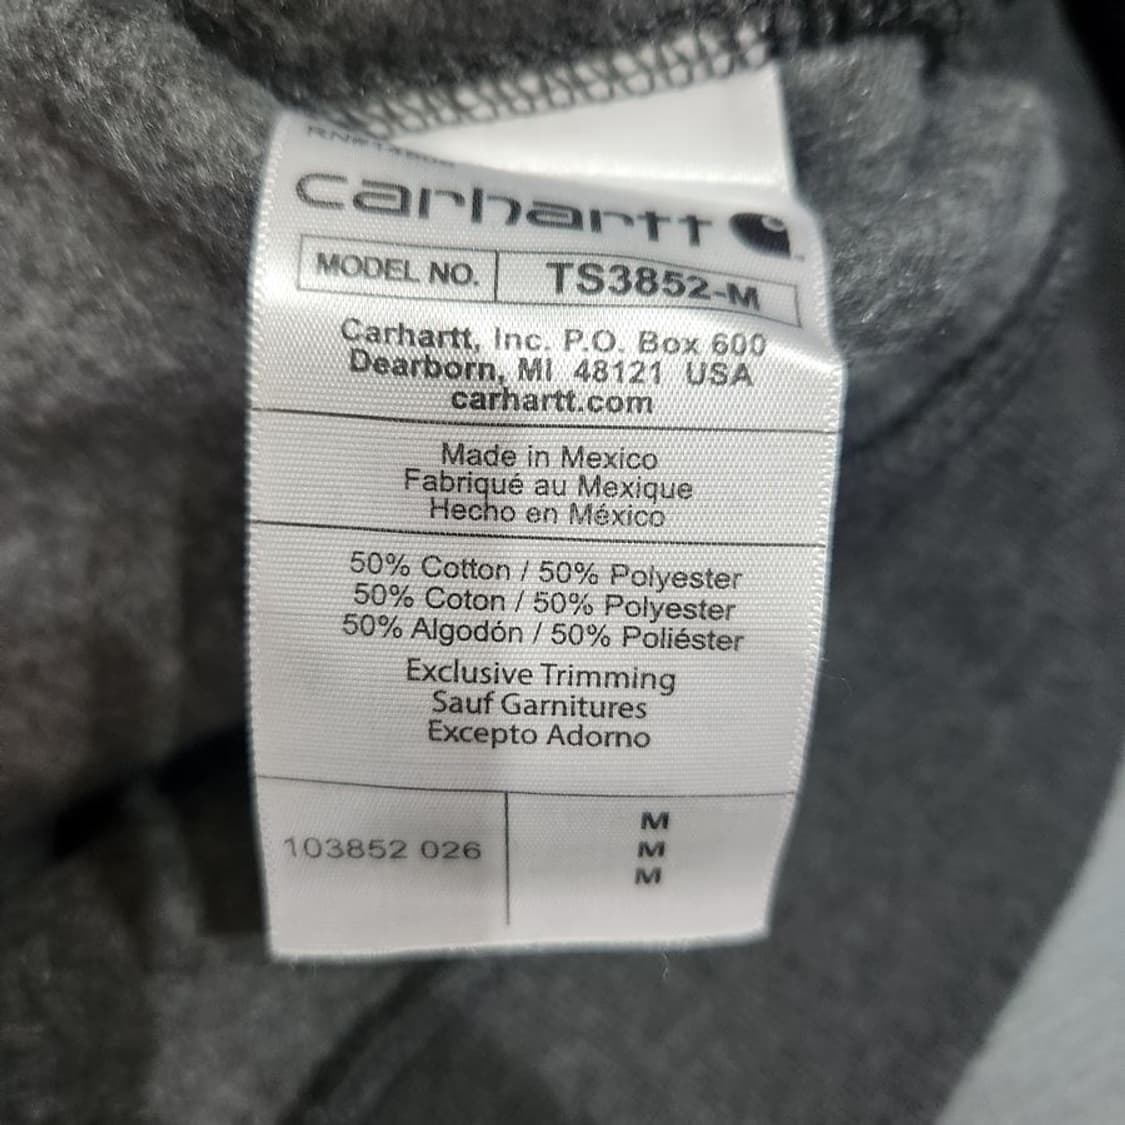 carhartt
MODEL NO. TS3852-M
Carhartt, Inc. P.O. Box 600
Dearborn, MI 48121 USA
carhartt.com
Made in Mexico
Fabriqué au Mexique
Hecho en México
50% Cotton / 50% Polyester
50% Coton / 50% Polyester
50% Algodón / 50% Poliéster
Exclusive Trimming
Sauf Garnitures
Excepto Adorno
103852 026
M
M
M